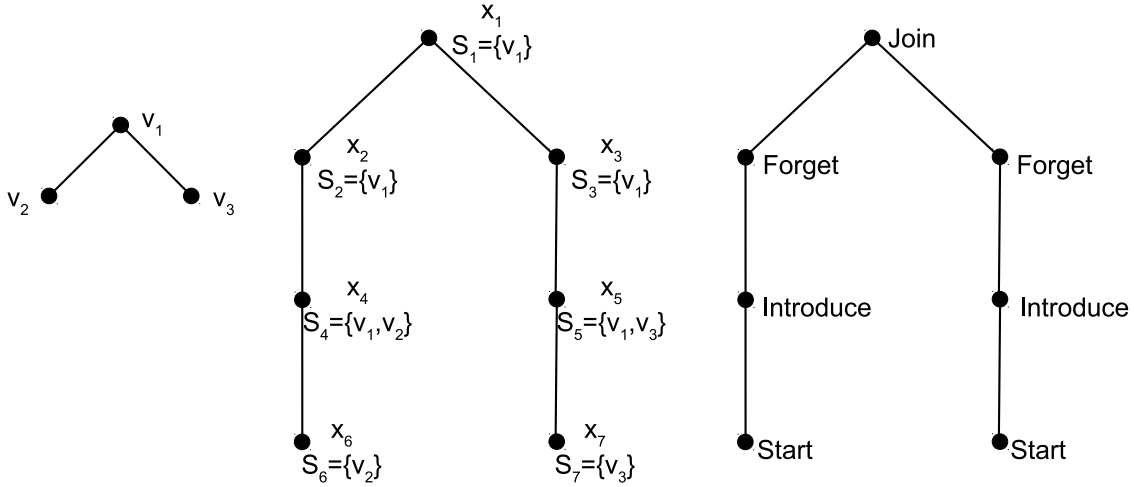 v₁
v₂
v₃
x₁
S₁={v₁}
x₂
S₂={v₁}
x₃
S₃={v₁}
x₄
S₄={v₁,v₂}
x₅
S₅={v₁,v₃}
x₆
S₆={v₂}
x₇
S₇={v₃}
Join
Forget
Forget
Introduce
Introduce
Start
Start